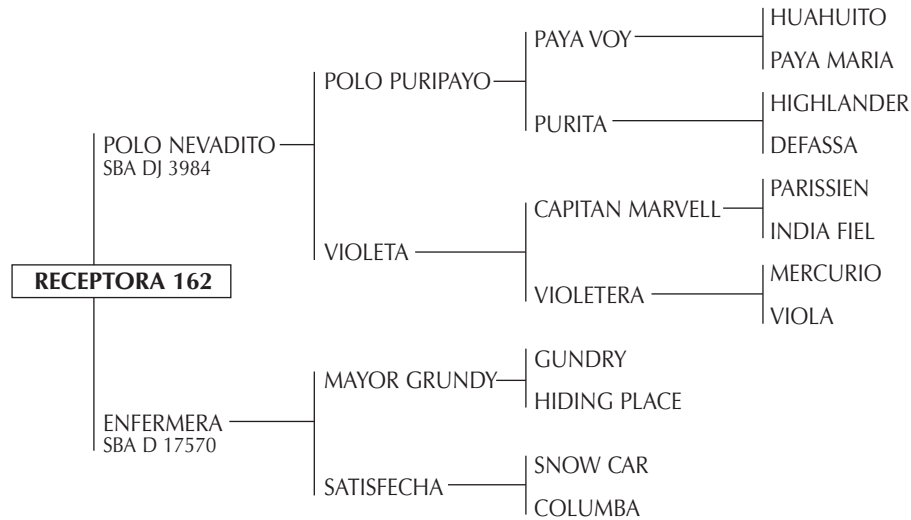 HUAHUITO
PAYA VOY
PAYA MARIA
POLO PURIPAYO
HIGHLANDER
PURITA
DEFASSA
POLO NEVADITO
SBA DJ 3984
PARISSIEN
CAPITAN MARVELL
INDIA FIEL
VIOLETA
MERCURIO
VIOLETERA
VIOLA
RECEPTORA 162
GUNDRY
MAYOR GRUNDY
HIDING PLACE
ENFERMERA
SBA D 17570
SNOW CAR
SATISFECHA
COLUMBA